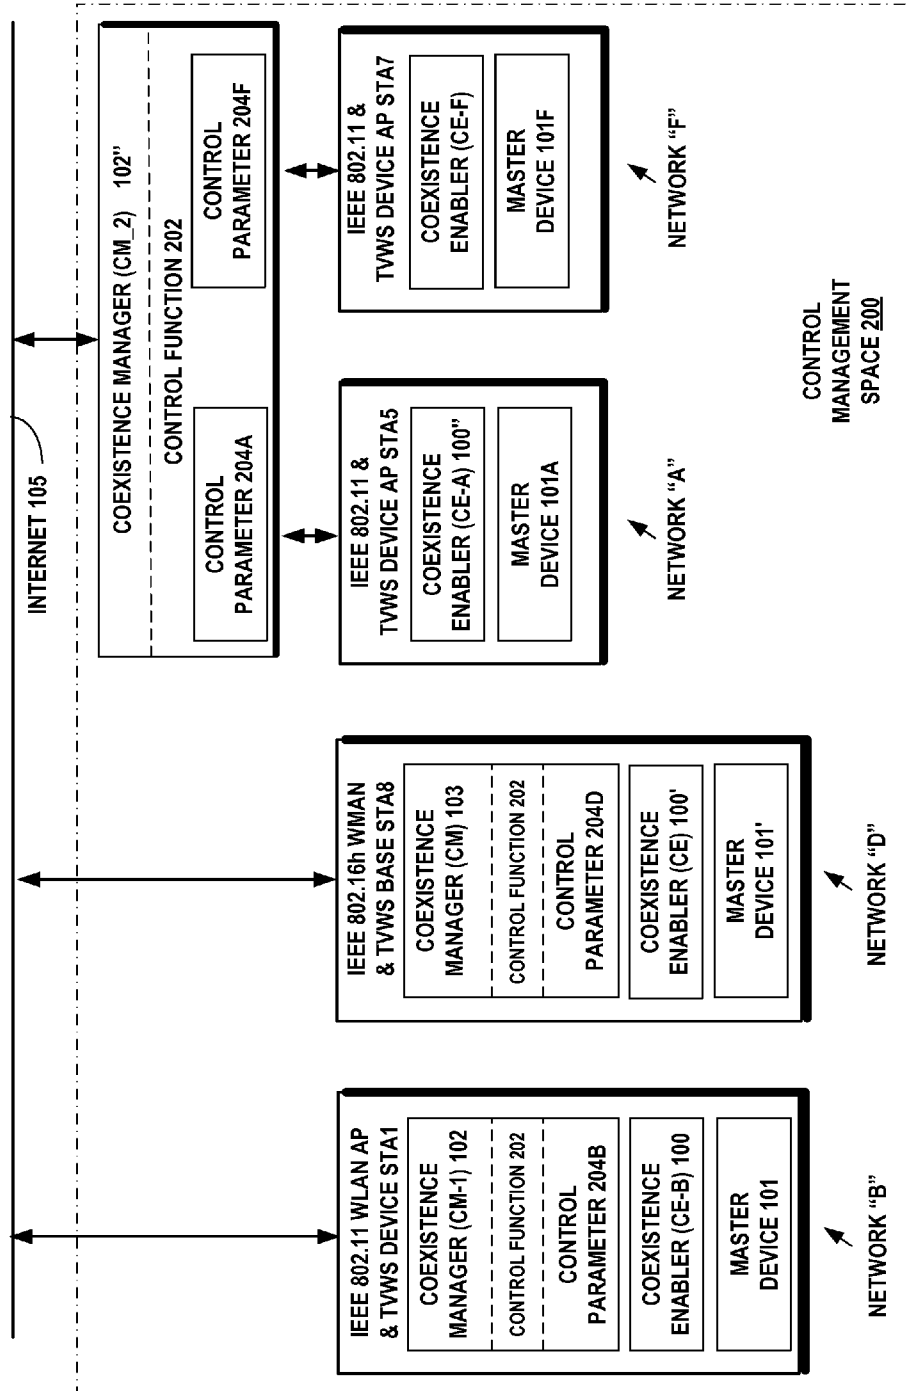 INTERNET 105
COEXISTENCE MANAGER (CM_2) 102"
CONTROL FUNCTION 202
CONTROL
PARAMETER 204A
CONTROL
PARAMETER 204F
IEEE 802.11 WLAN AP
& TVWS DEVICE STA1
COEXISTENCE
MANAGER (CM-1) 102
CONTROL FUNCTION 202
CONTROL
PARAMETER 204B
COEXISTENCE
ENABLER (CE-B) 100
MASTER
DEVICE 101
NETWORK “B”
IEEE 802.16h WMAN
& TVWS BASE STA8
COEXISTENCE
MANAGER (CM) 103
CONTROL FUNCTION 202
CONTROL
PARAMETER 204D
COEXISTENCE
ENABLER (CE) 100'
MASTER
DEVICE 101'
NETWORK “D”
IEEE 802.11 &
TVWS DEVICE AP STA5
COEXISTENCE
ENABLER (CE-A) 100”
MASTER
DEVICE 101A
NETWORK “A”
IEEE 802.11 &
TVWS DEVICE AP STA7
COEXISTENCE
ENABLER (CE-F)
MASTER
DEVICE 101F
NETWORK “F”
CONTROL
MANAGEMENT
SPACE 200